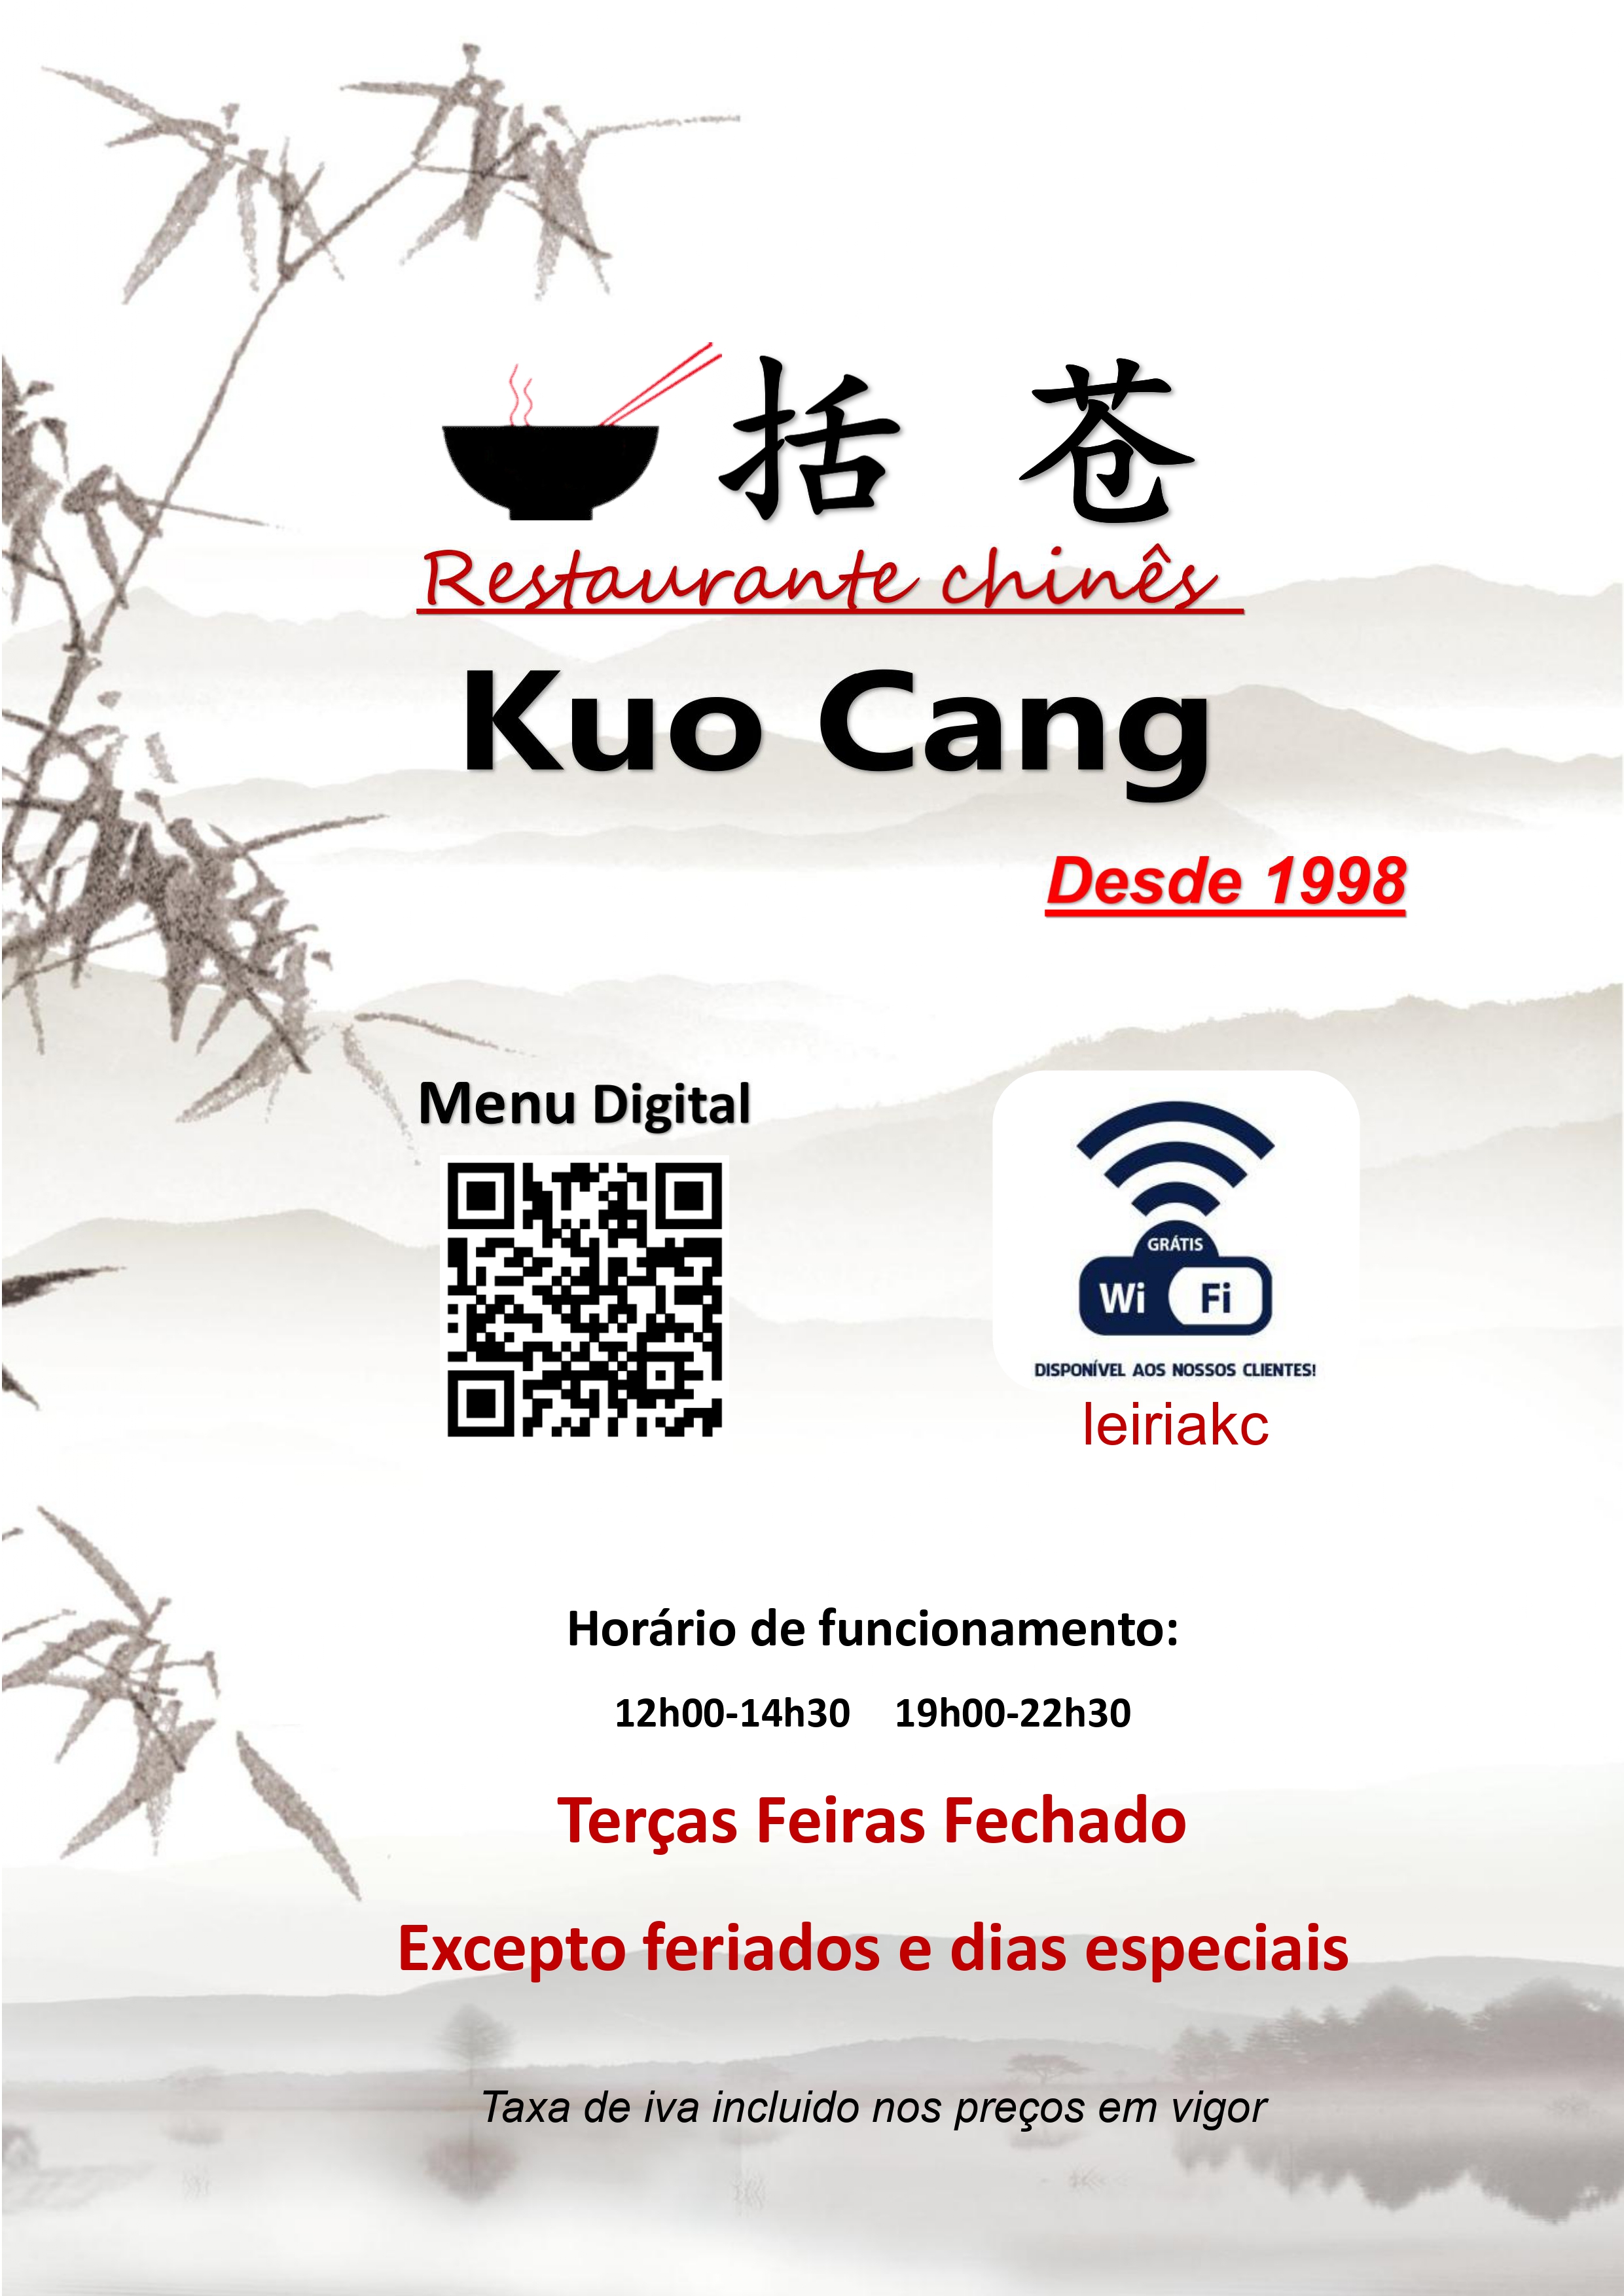 括 苍
Restaurante chinês
Kuo Cang
Desde 1998
Menu Digital
GRÁTIS
Wi Fi
DISPONÍVEL AOS NOSSOS CLIENTES!
leiriakc
Horário de funcionamento:
12h00-14h30 19h00-22h30
Terças Feiras Fechado
Excepto feriados e dias especiais
Taxa de iva incluido nos preços em vigor